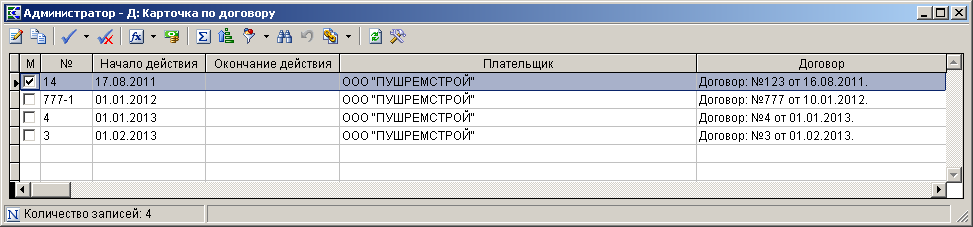 Администратор - Д: Карточка по договору
М № Начало действия Окончание действия Плательщик Договор
14 17.08.2011 ООО "ПУШРЕМСТРОЙ" Договор: №123 от 16.08.2011.
777-1 01.01.2012 ООО "ПУШРЕМСТРОЙ" Договор: №777 от 10.01.2012.
4 01.01.2013 ООО "ПУШРЕМСТРОЙ" Договор: №4 от 01.01.2013.
3 01.02.2013 ООО "ПУШРЕМСТРОЙ" Договор: №3 от 01.02.2013.
N Количество записей: 4